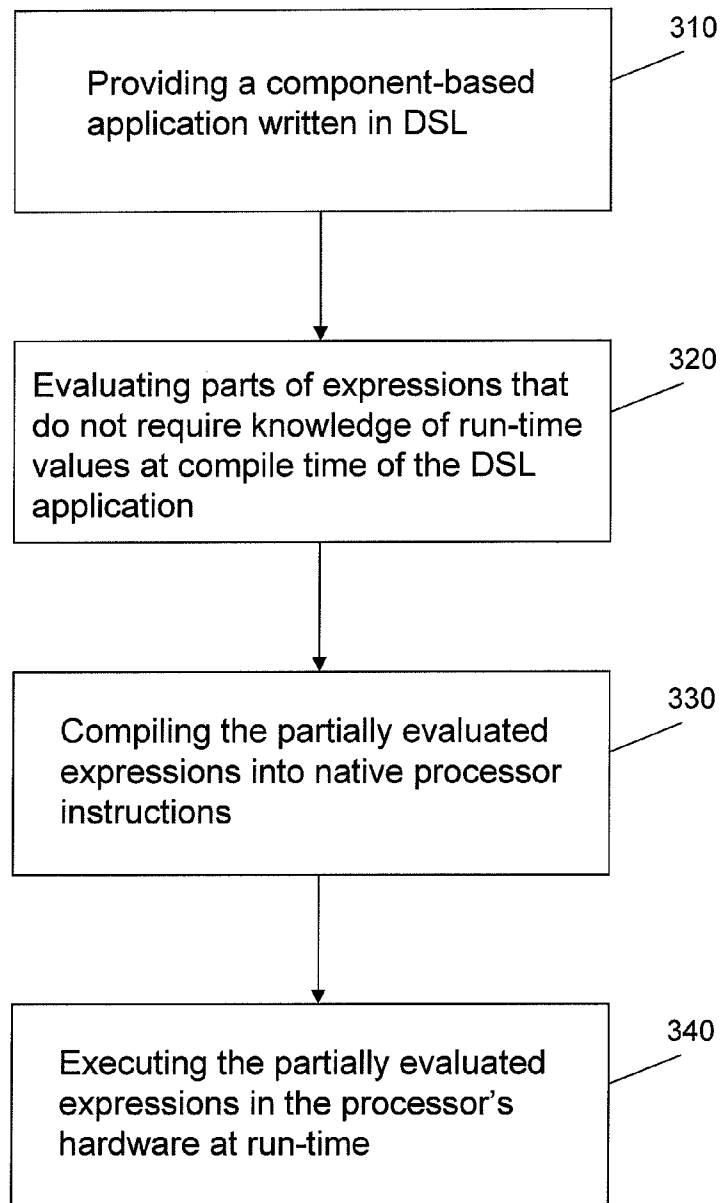 310
Providing a component-based
application written in DSL
320
Evaluating parts of expressions that
do not require knowledge of run-time
values at compile time of the DSL
application
330
Compiling the partially evaluated
expressions into native processor
instructions
340
Executing the partially evaluated
expressions in the processor's
hardware at run-time